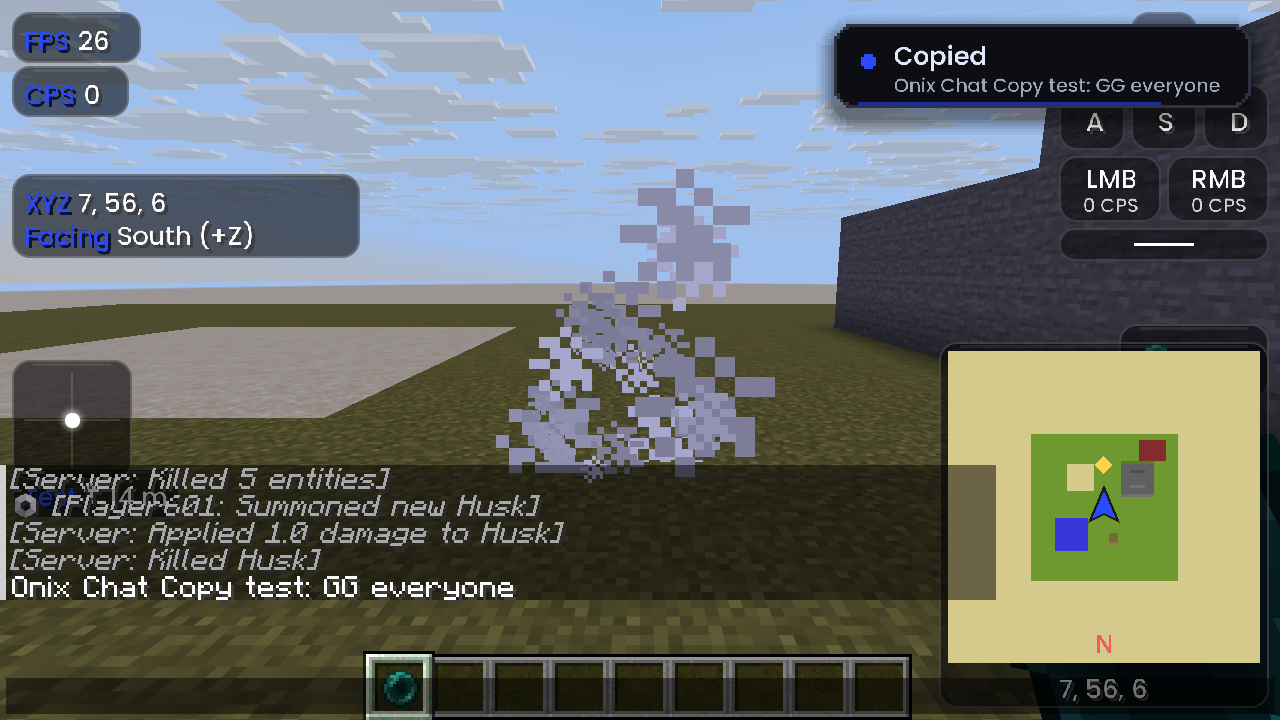 FPS 26
CPS 0
XYZ 7, 56, 6
Facing South (+Z)
Copied
Onix Chat Copy test: GG everyone
A S D
LMB RMB
0 CPS 0 CPS
[Server: Killed 5 entities]
[Player601: Summoned new Husk]
[Server: Applied 1.0 damage to Husk]
[Server: Killed Husk]
Onix Chat Copy test: GG everyone
N
7, 56, 6